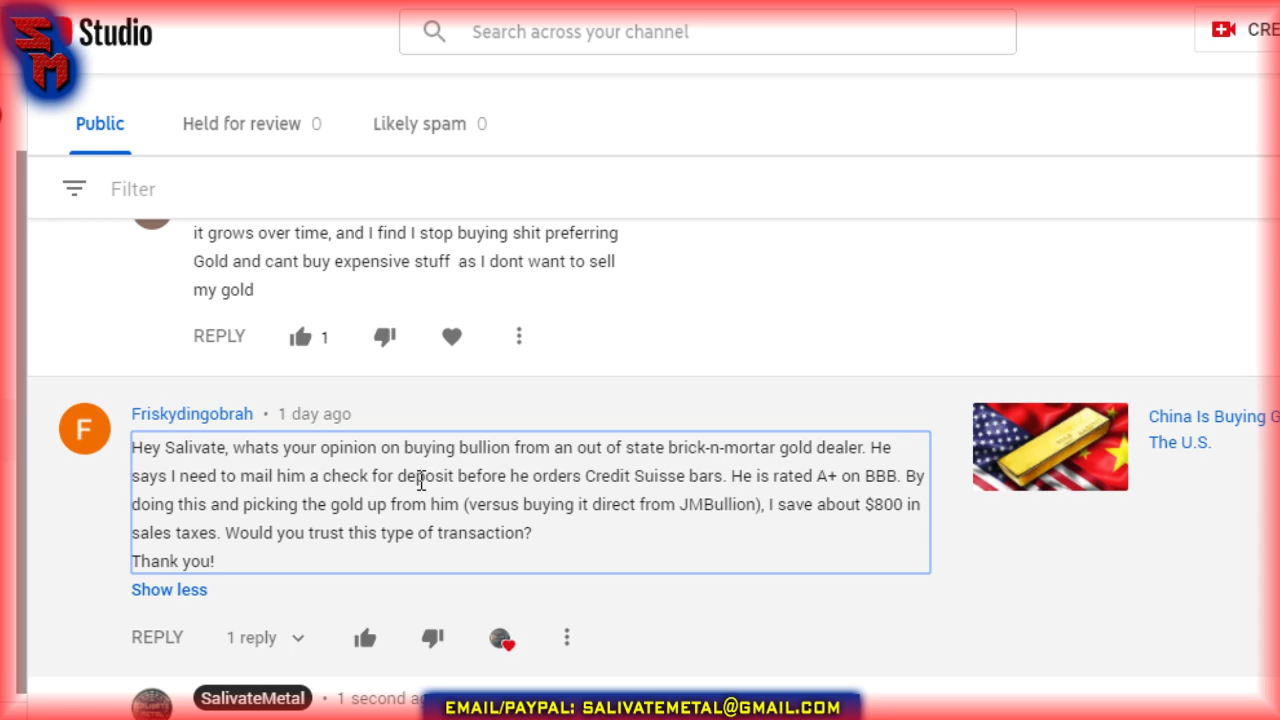 SM
Studio
Search across your channel
CRE
Public
Held for review 0
Likely spam 0
Filter
it grows over time, and I find I stop buying shit preferring
Gold and cant buy expensive stuff as I dont want to sell
my gold
REPLY
1
F
Friskydingobrah • 1 day ago
Hey Salivate, whats your opinion on buying bullion from an out of state brick-n-mortar gold dealer. He
says I need to mail him a check for deposit before he orders Credit Suisse bars. He is rated A+ on BBB. By
doing this and picking the gold up from him (versus buying it direct from JMBullion), I save about $800 in
sales taxes. Would you trust this type of transaction?
Thank you!
Show less
China Is Buying G
The U.S.
REPLY
1 reply
SalivateMetal • 1 second a
EMAIL/PAYPAL: SALIVATEMETAL@GMAIL.COM